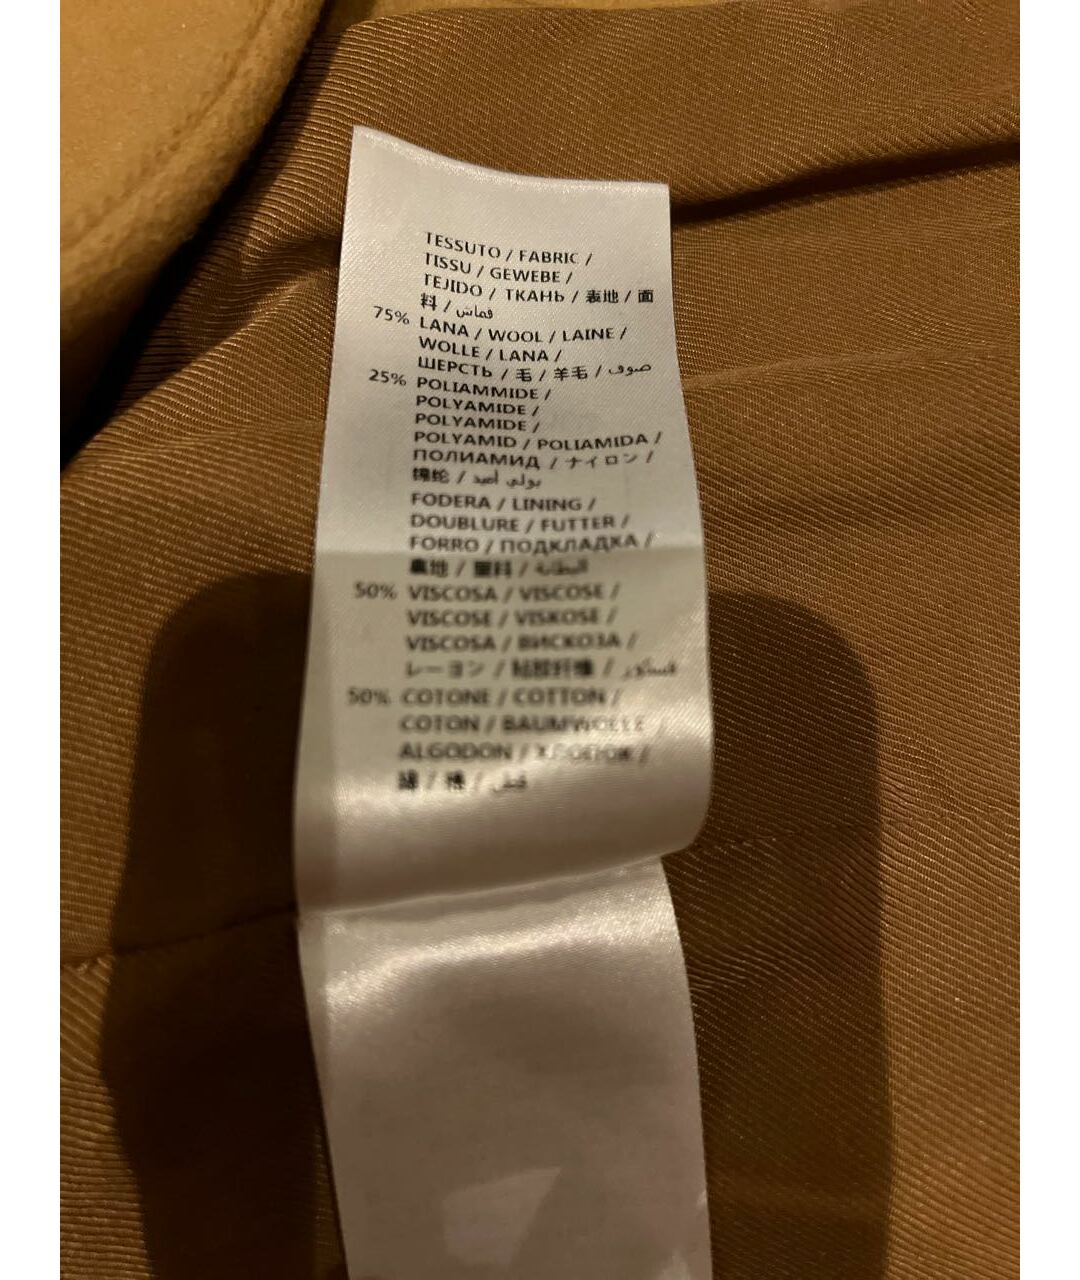 TESSUTO / FABRIC /
TISSU / GEWEBE /
TEJIDO / ТКАНЬ / 表地 / 面
料 / قماش
75% LANA / WOOL / LAINE /
WOLLE / LANA /
ШЕРСТЬ / 毛 / 羊毛 / صوف
25% POLIAMMIDE /
POLYAMIDE /
POLYAMIDE /
POLYAMID / POLIAMIDA /
ПОЛИАМИД / ナイロン /
锦纶 / بولي أميد
FODERA / LINING /
DOUBLURE / FUTTER /
FORRO / ПОДКЛАДКА /
裏地 / 里料 / البطانة
50% VISCOSA / VISCOSE /
VISCOSE / VISKOSE /
VISCOSA / ВИСКОЗА /
レーヨン / 粘胶纤维 /
50% COTONE / COTTON /
COTON / BAUMWOLLE /
ALGODON / ХЛОПОК /
綿 / 棉 / قطن